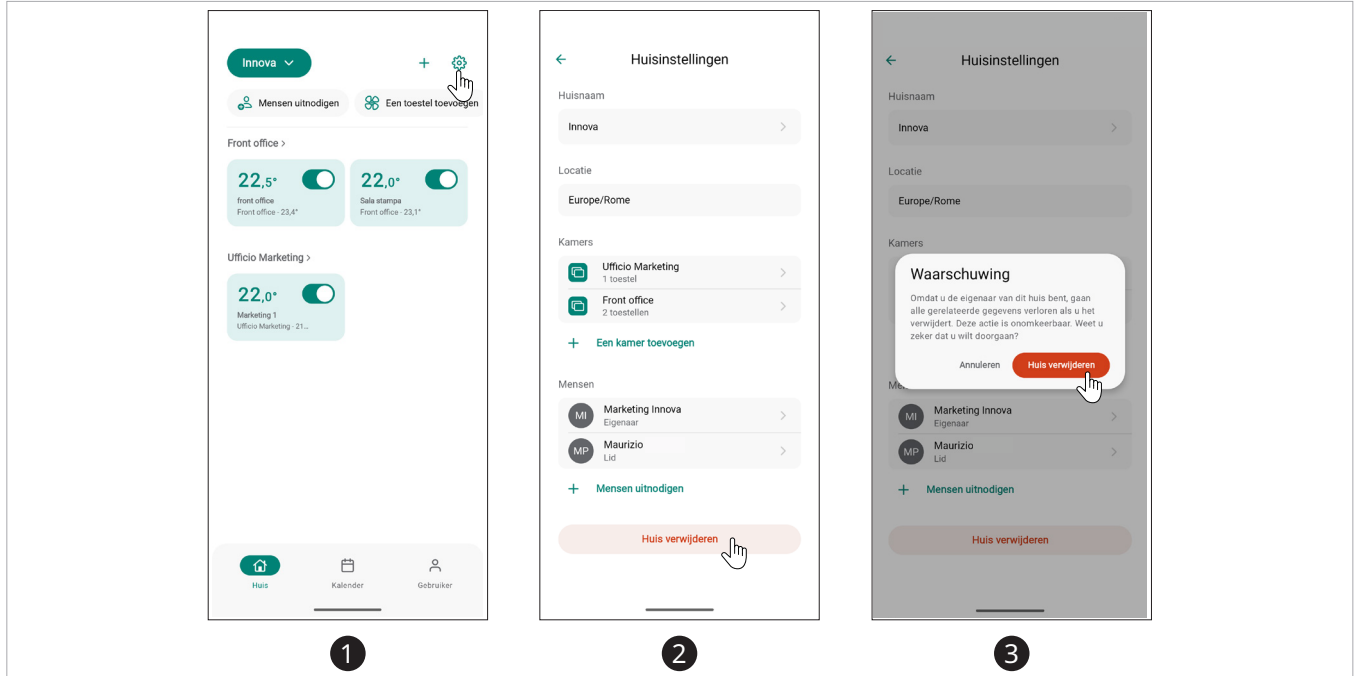 Innova
Mensen uitnodigen
Een toestel toevoegen
Front office >
22,5°
front office
Front office - 23,4°
22,0°
Sala stampa
Front office - 23,1°
Ufficio Marketing >
22,0°
Marketing 1
Ufficio Marketing - 21...
Huis
Kalender
Gebruiker
1
Huisinstellingen
Huisnaam
Innova
Locatie
Europe/Rome
Kamers
Ufficio Marketing
1 toestel
Front office
2 toestellen
+ Een kamer toevoegen
Mensen
MI
Marketing Innova
Eigenaar
MP
Maurizio
Lid
+ Mensen uitnodigen
Huis verwijderen
2
Huisinstellingen
Huisnaam
Innova
Locatie
Europe/Rome
Kamers
Waarschuwing
Omdat u de eigenaar van dit huis bent, gaan
alle gerelateerde gegevens verloren als u het
verwijdert. Deze actie is onomkeerbaar. Weet u
zeker dat u wilt doorgaan?
Annuleren
Huis verwijderen
MI
Marketing Innova
Eigenaar
MP
Maurizio
Lid
+ Mensen uitnodigen
Huis verwijderen
3